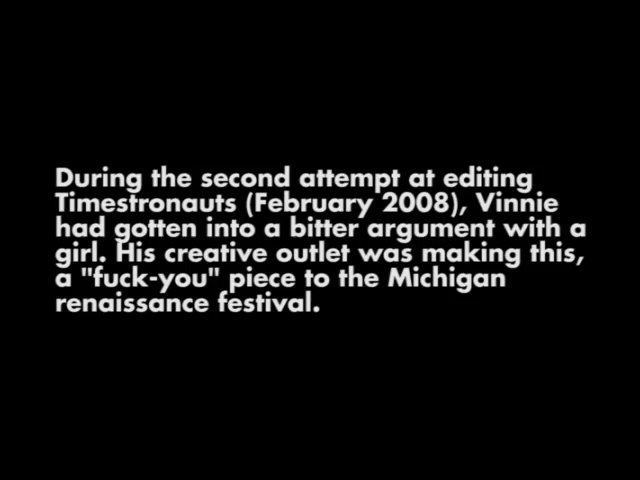 During the second attempt at editing
Timestronauts (February 2008), Vinnie
had gotten into a bitter argument with a
girl. His creative outlet was making this,
a "fuck-you" piece to the Michigan
renaissance festival.